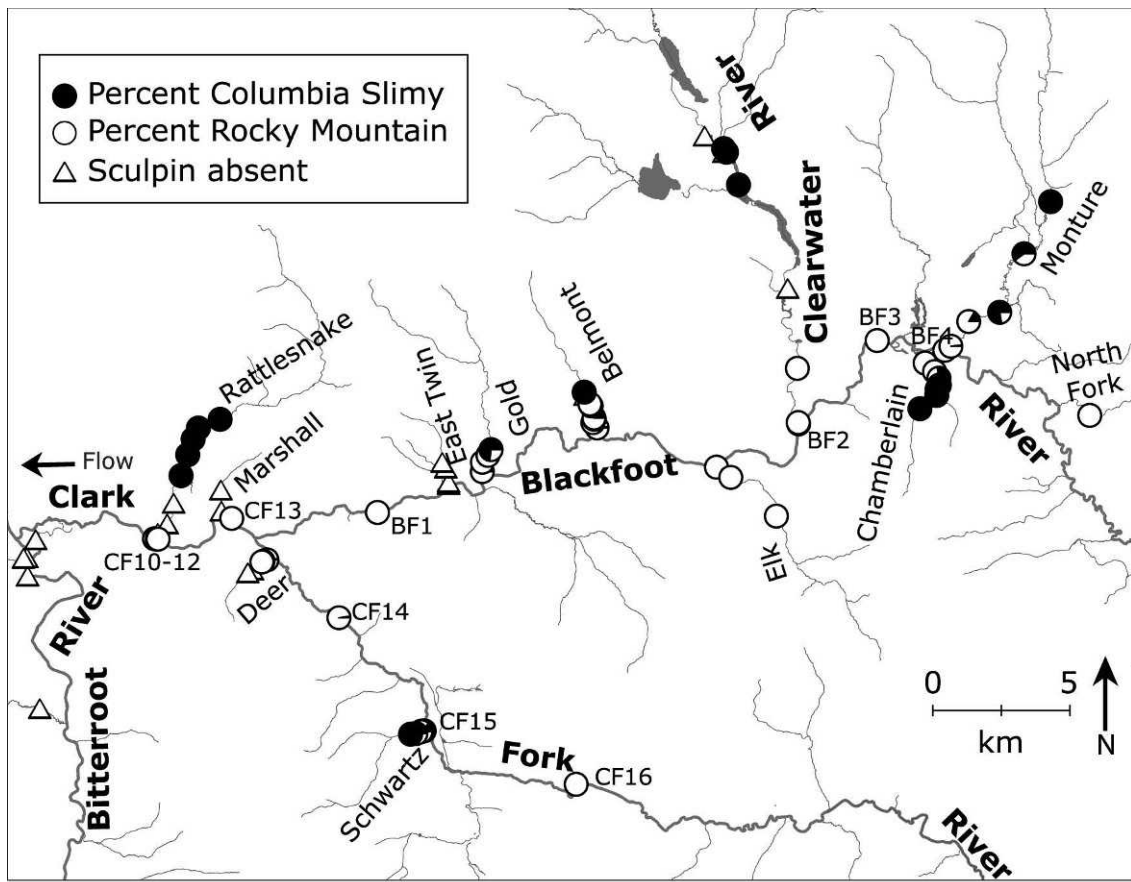 Percent Columbia Slimy
Percent Rocky Mountain
Sculpin absent
River
Clearwater
Monture
BF3
BF4
North
Fork
Rattlesnake
Belmont
Marshall
East Twin
Gold
Chamberlain
River
BF2
Flow
Clark
Blackfoot
CF13
BF1
CF10-12
Elk
Deer
River
CF14
Bitterroot
CF15
Schwartz
Fork
CF16
0 5
km
N
River